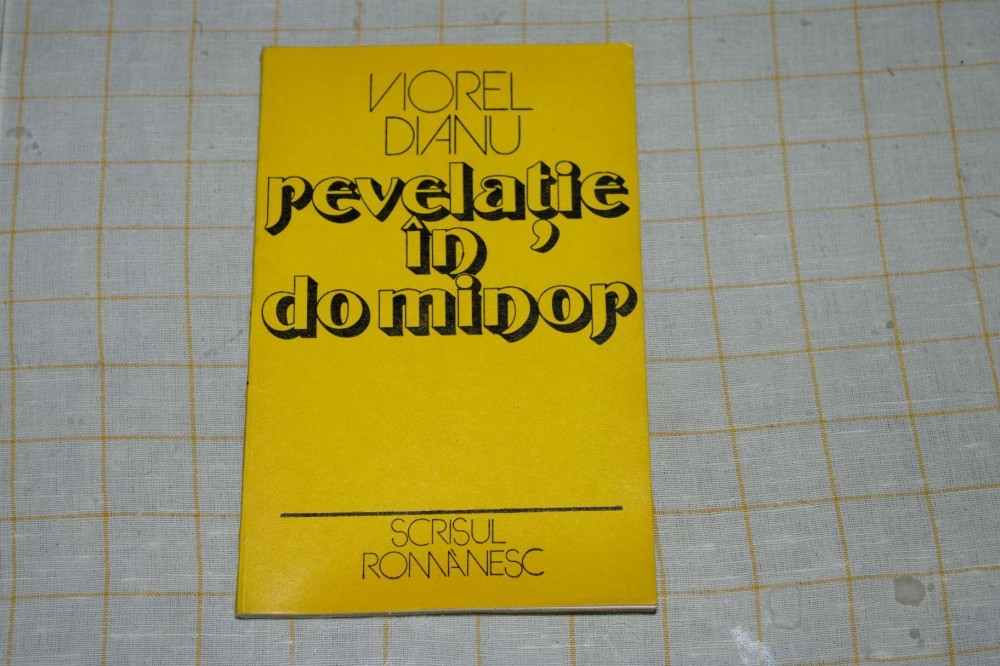 VIOREL
DIANU
revelație
în
do minor
SCRISUL
ROMÂNESC